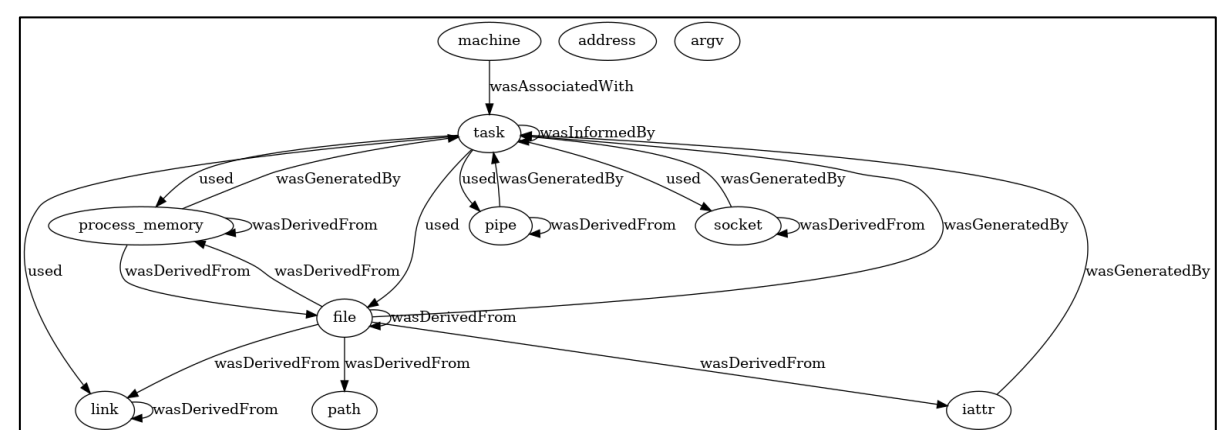 machine address argv
wasAssociatedWith
task wasInformedBy
used wasGeneratedBy used wasGeneratedBy used wasGeneratedBy
process_memory wasDerivedFrom pipe wasDerivedFrom socket wasDerivedFrom used wasGeneratedBy
used wasDerivedFrom wasDerivedFrom wasGeneratedBy
file wasDerivedFrom
wasDerivedFrom wasDerivedFrom wasDerivedFrom
link wasDerivedFrom path iattr